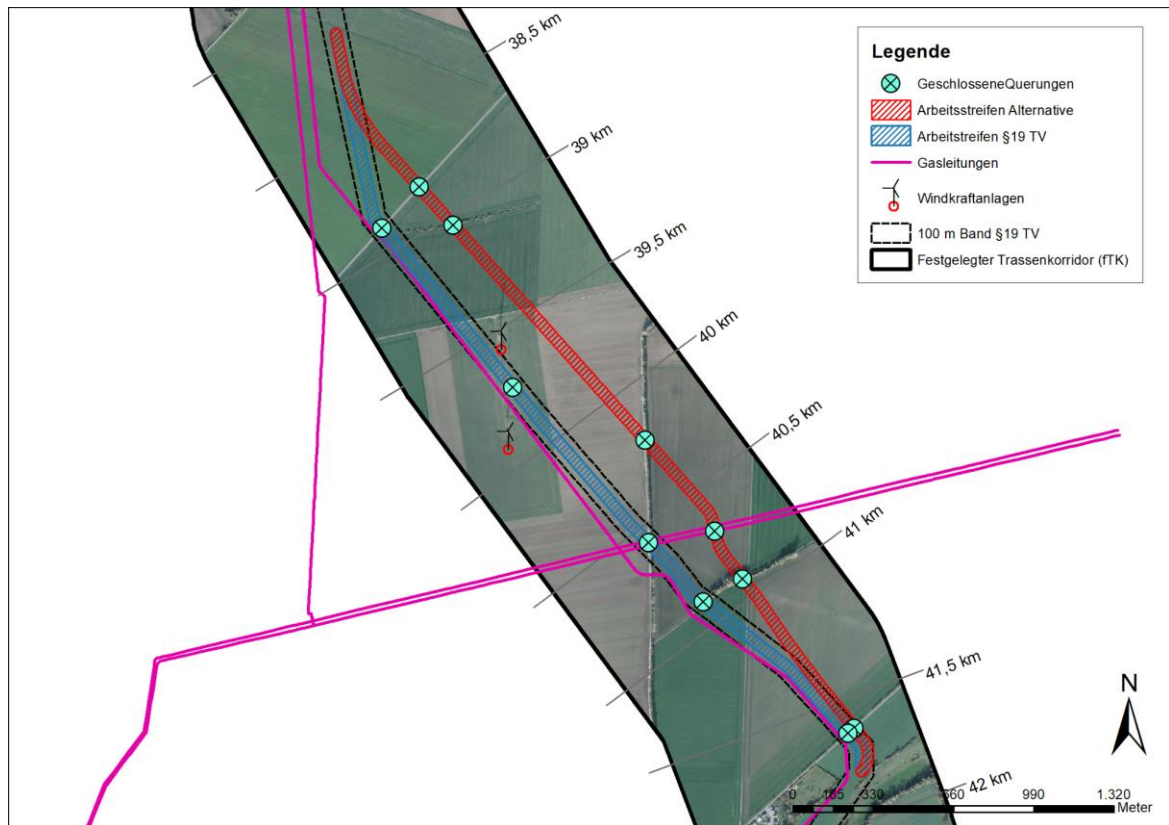 38,5 km
39 km
39,5 km
40 km
40,5 km
41 km
41,5 km
42 km
Legende
GeschlosseneQuerungen
Arbeitsstreifen Alternative
Arbeitstreifen §19 TV
Gasleitungen
Windkraftanlagen
100 m Band §19 TV
Festgelegter Trassenkorridor (fTK)
N
0 165 330 660 990 1.320
Meter